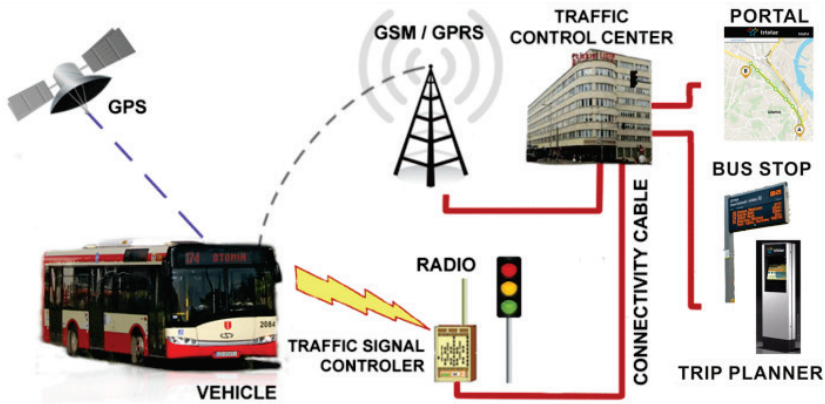 GPS
GSM / GPRS
TRAFFIC
CONTROL CENTER
PORTAL
tristar
BUS STOP
CONNECTIVITY CABLE
174 OTOMIN
2084
VEHICLE
RADIO
TRAFFIC SIGNAL
CONTROLER
TRIP PLANNER
B
A